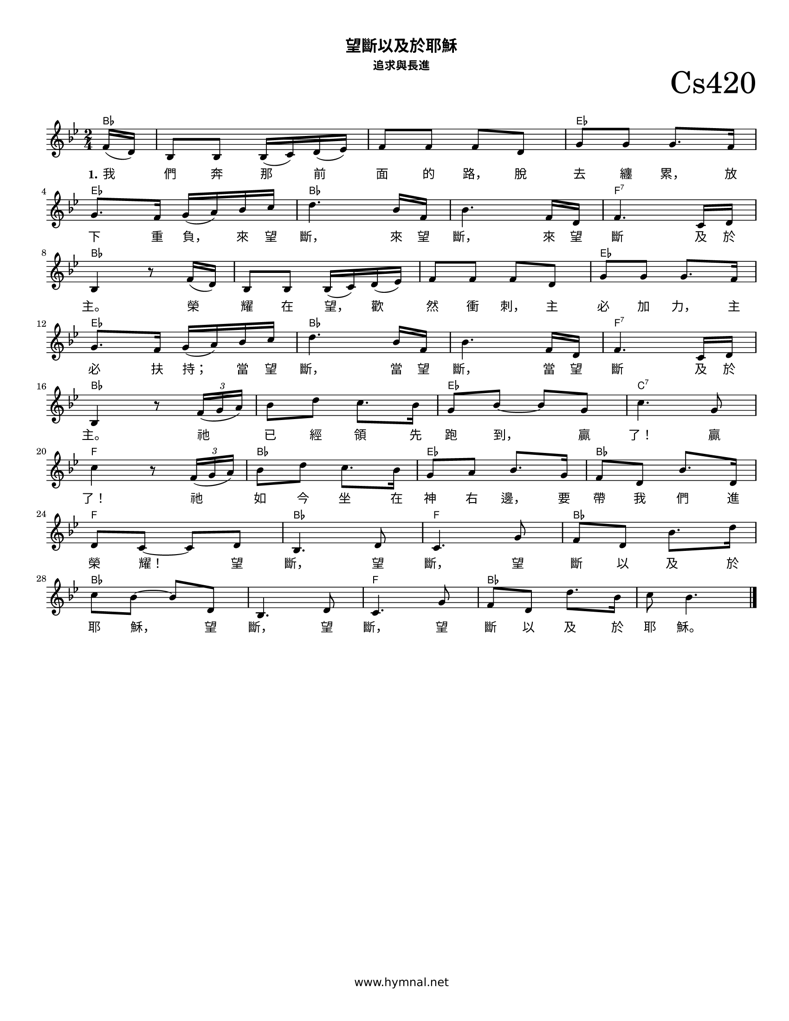 望斷以及於耶穌
追求與長進
Cs420
B♭ E♭
2
4
1. 我 們 奔 那 前 面 的 路， 脫 去 纏 累， 放
4 E♭ B♭ F7
下 重 負， 來 望 斷， 來 望 斷， 來 望 斷 及 於
8 B♭ E♭
主。 榮 耀 在 望， 歡 然 衝 刺， 主 必 加 力， 主
12 E♭ B♭ F7
必 扶 持； 當 望 斷， 當 望 斷， 當 望 斷 及 於
16 B♭ 3 E♭ C7
主。 祂 已 經 領 先 跑 到， 贏 了！ 贏
20 F 3 B♭ E♭ B♭
了！ 祂 如 今 坐 在 神 右 邊， 要 帶 我 們 進
24 F B♭ F B♭
榮 耀！ 望 斷， 望 斷， 望 斷 以 及 於
28 B♭ F B♭
耶 穌， 望 斷， 望 斷， 望 斷 以 及 於 耶 穌。
www.hymnal.net